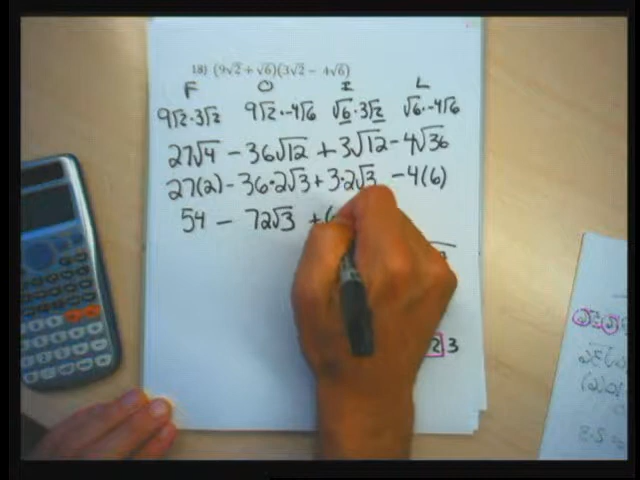 18) (9√2 + √6)(3√2 − 4√6)
F O I L
9√2·3√2 9√2·-4√6 √6·3√2 √6·-4√6
27√4 − 36√12 + 3√12 − 4√36
27(2) − 36·2√3 + 3·2√3 − 4(6)
54 − 72√3 +
2 3